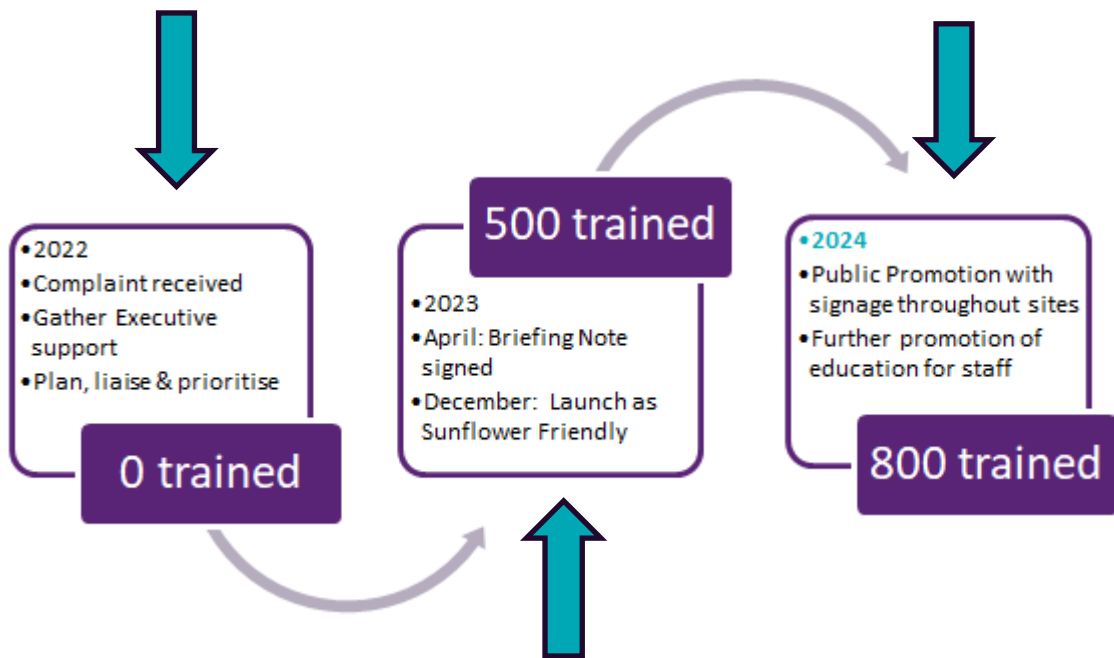 •2022
•Complaint received
•Gather Executive
support
•Plan, liaise & prioritise
0 trained
500 trained
•2023
•April: Briefing Note
signed
•December: Launch as
Sunflower Friendly
•2024
•Public Promotion with
signage throughout sites
•Further promotion of
education for staff
800 trained